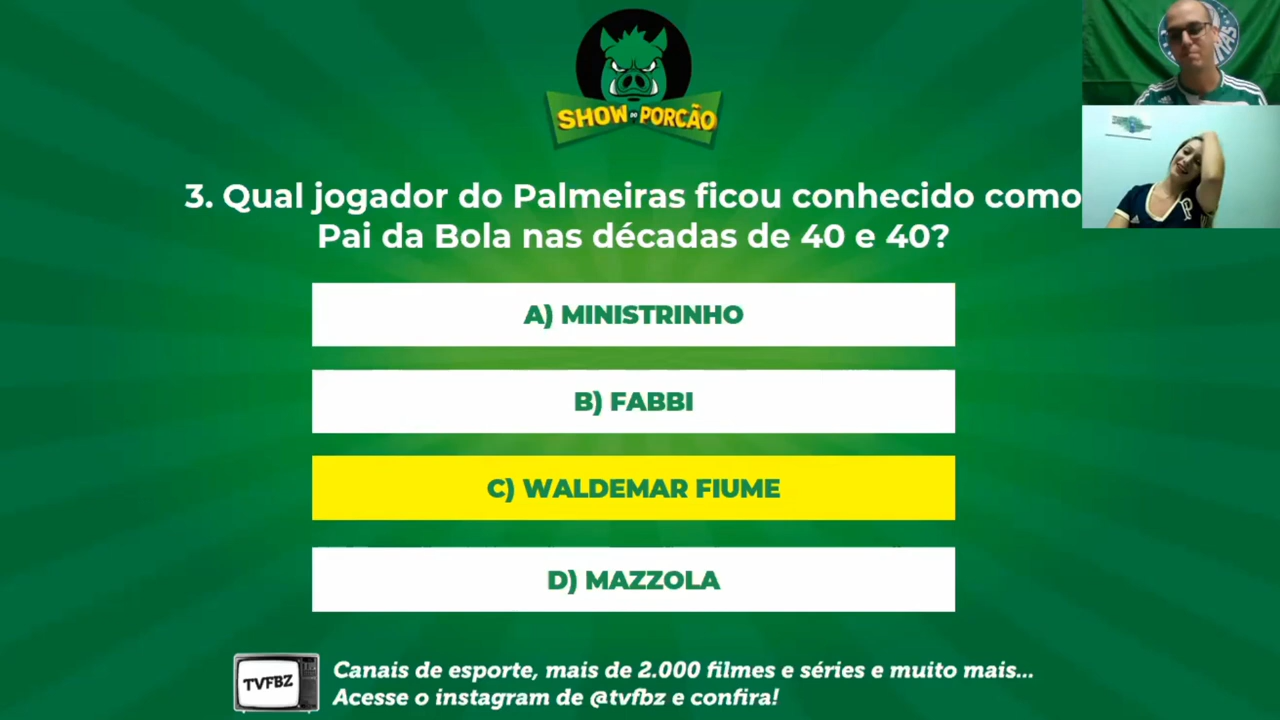 SHOW DO PORCÃO
3. Qual jogador do Palmeiras ficou conhecido como
Pai da Bola nas décadas de 40 e 40?
A) MINISTRINHO
B) FABBI
C) WALDEMAR FIUME
D) MAZZOLA
TVFBZ
Canais de esporte, mais de 2.000 filmes e séries e muito mais...
Acesse o instagram de @tvfbz e confira!